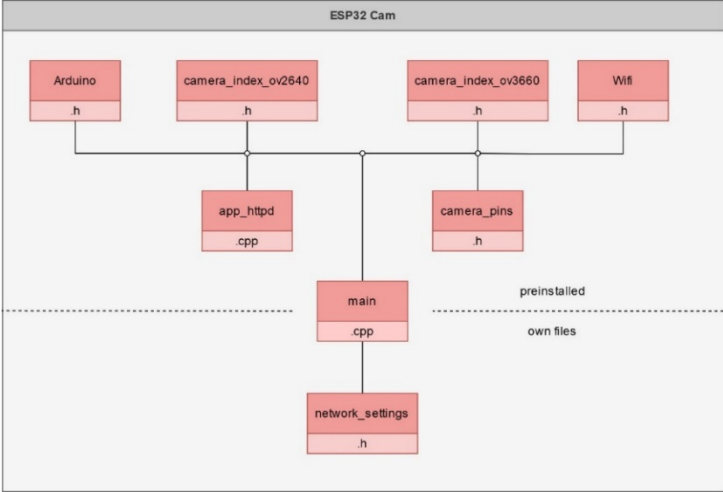 ESP32 Cam
Arduino
.h
camera_index_ov2640
.h
camera_index_ov3660
.h
Wifi
.h
app_httpd
.cpp
camera_pins
.h
main
.cpp
preinstalled
own files
network_settings
.h